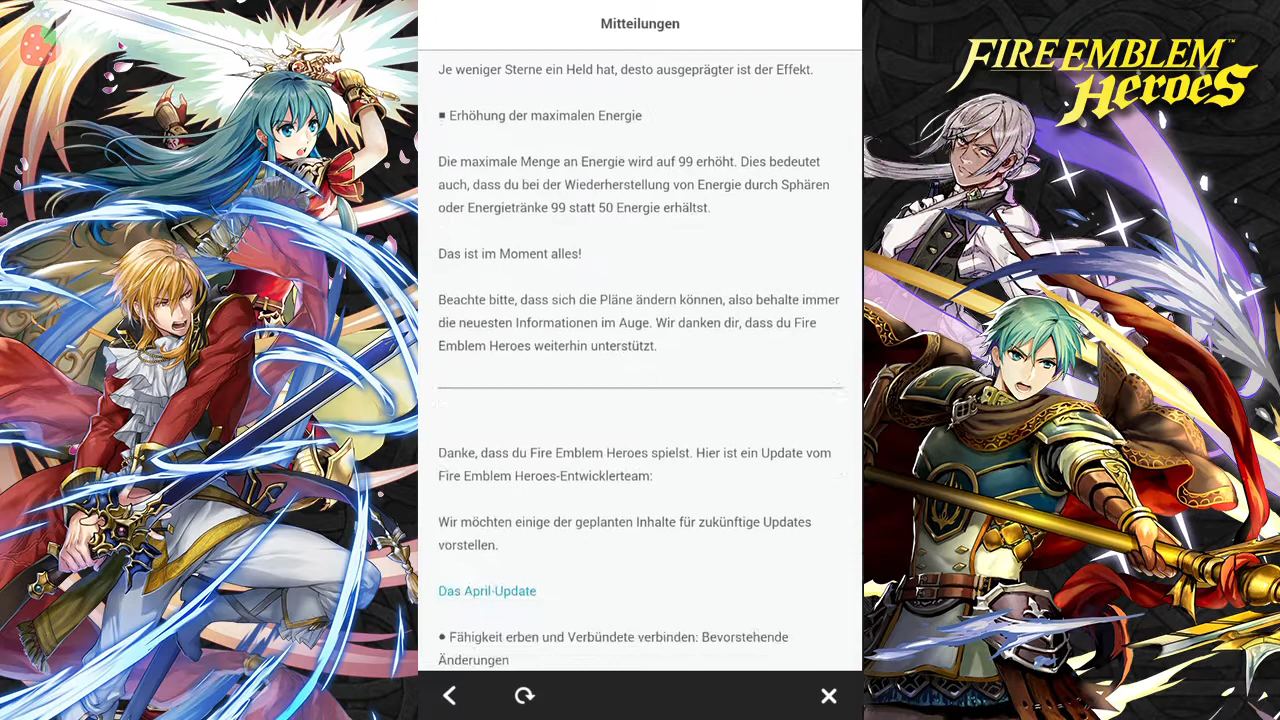 Mitteilungen
FIRE EMBLEM™
Heroes
Je weniger Sterne ein Held hat, desto ausgeprägter ist der Effekt.
■ Erhöhung der maximalen Energie
Die maximale Menge an Energie wird auf 99 erhöht. Dies bedeutet
auch, dass du bei der Wiederherstellung von Energie durch Sphären
oder Energietränke 99 statt 50 Energie erhältst.
Das ist im Moment alles!
Beachte bitte, dass sich die Pläne ändern können, also behalte immer
die neuesten Informationen im Auge. Wir danken dir, dass du Fire
Emblem Heroes weiterhin unterstützt.
Danke, dass du Fire Emblem Heroes spielst. Hier ist ein Update vom
Fire Emblem Heroes-Entwicklerteam:
Wir möchten einige der geplanten Inhalte für zukünftige Updates
vorstellen.
Das April-Update
● Fähigkeit erben und Verbündete verbinden: Bevorstehende
Änderungen